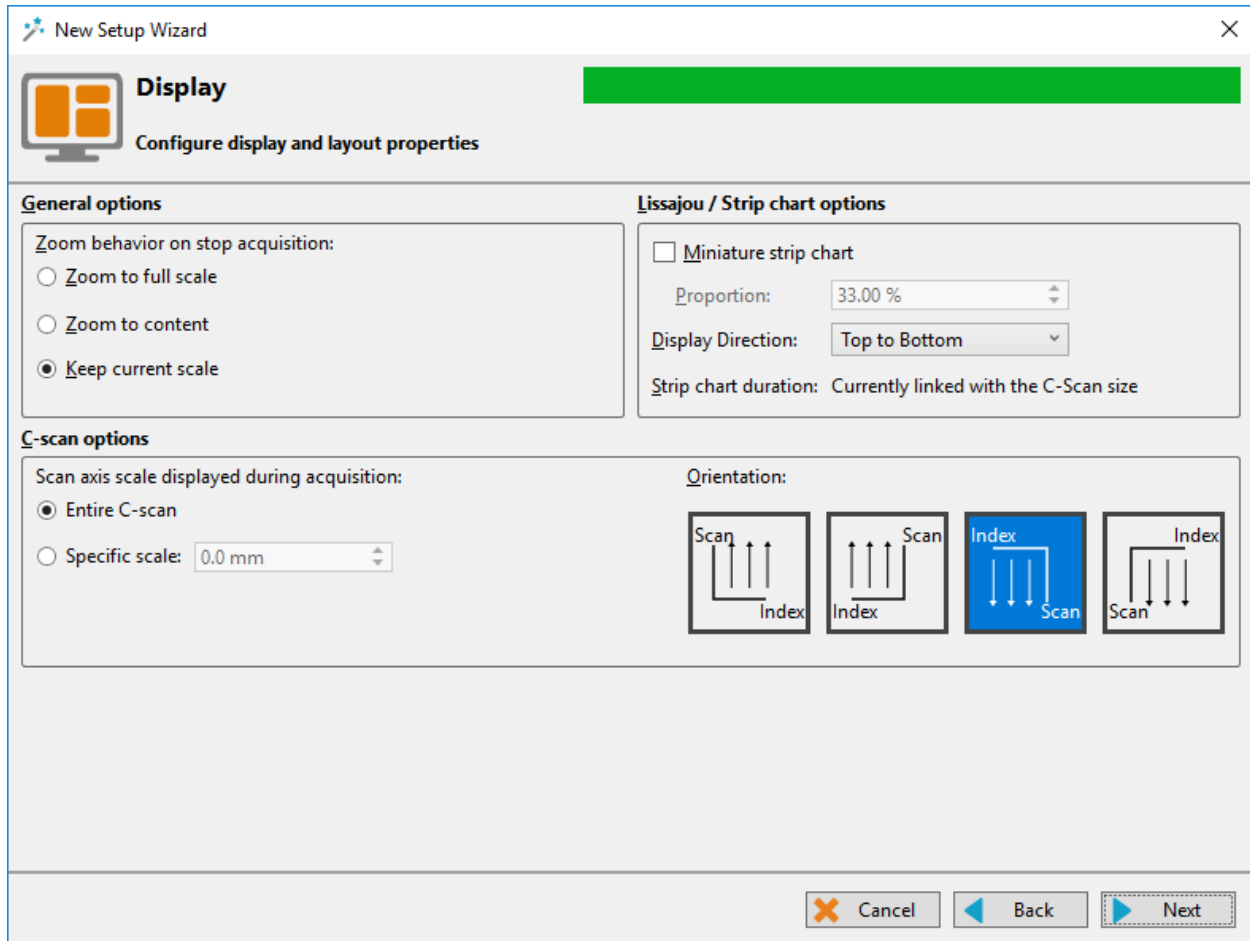 New Setup Wizard
Display
Configure display and layout properties
General options
Zoom behavior on stop acquisition:
Zoom to full scale
Zoom to content
Keep current scale
Lissajou / Strip chart options
Miniature strip chart
Proportion: 33.00 %
Display Direction: Top to Bottom
Strip chart duration: Currently linked with the C-Scan size
C-scan options
Scan axis scale displayed during acquisition:
Entire C-scan
Specific scale: 0.0 mm
Orientation:
Scan
Index
Scan
Index
Index
Scan
Index
Scan
Cancel
Back
Next